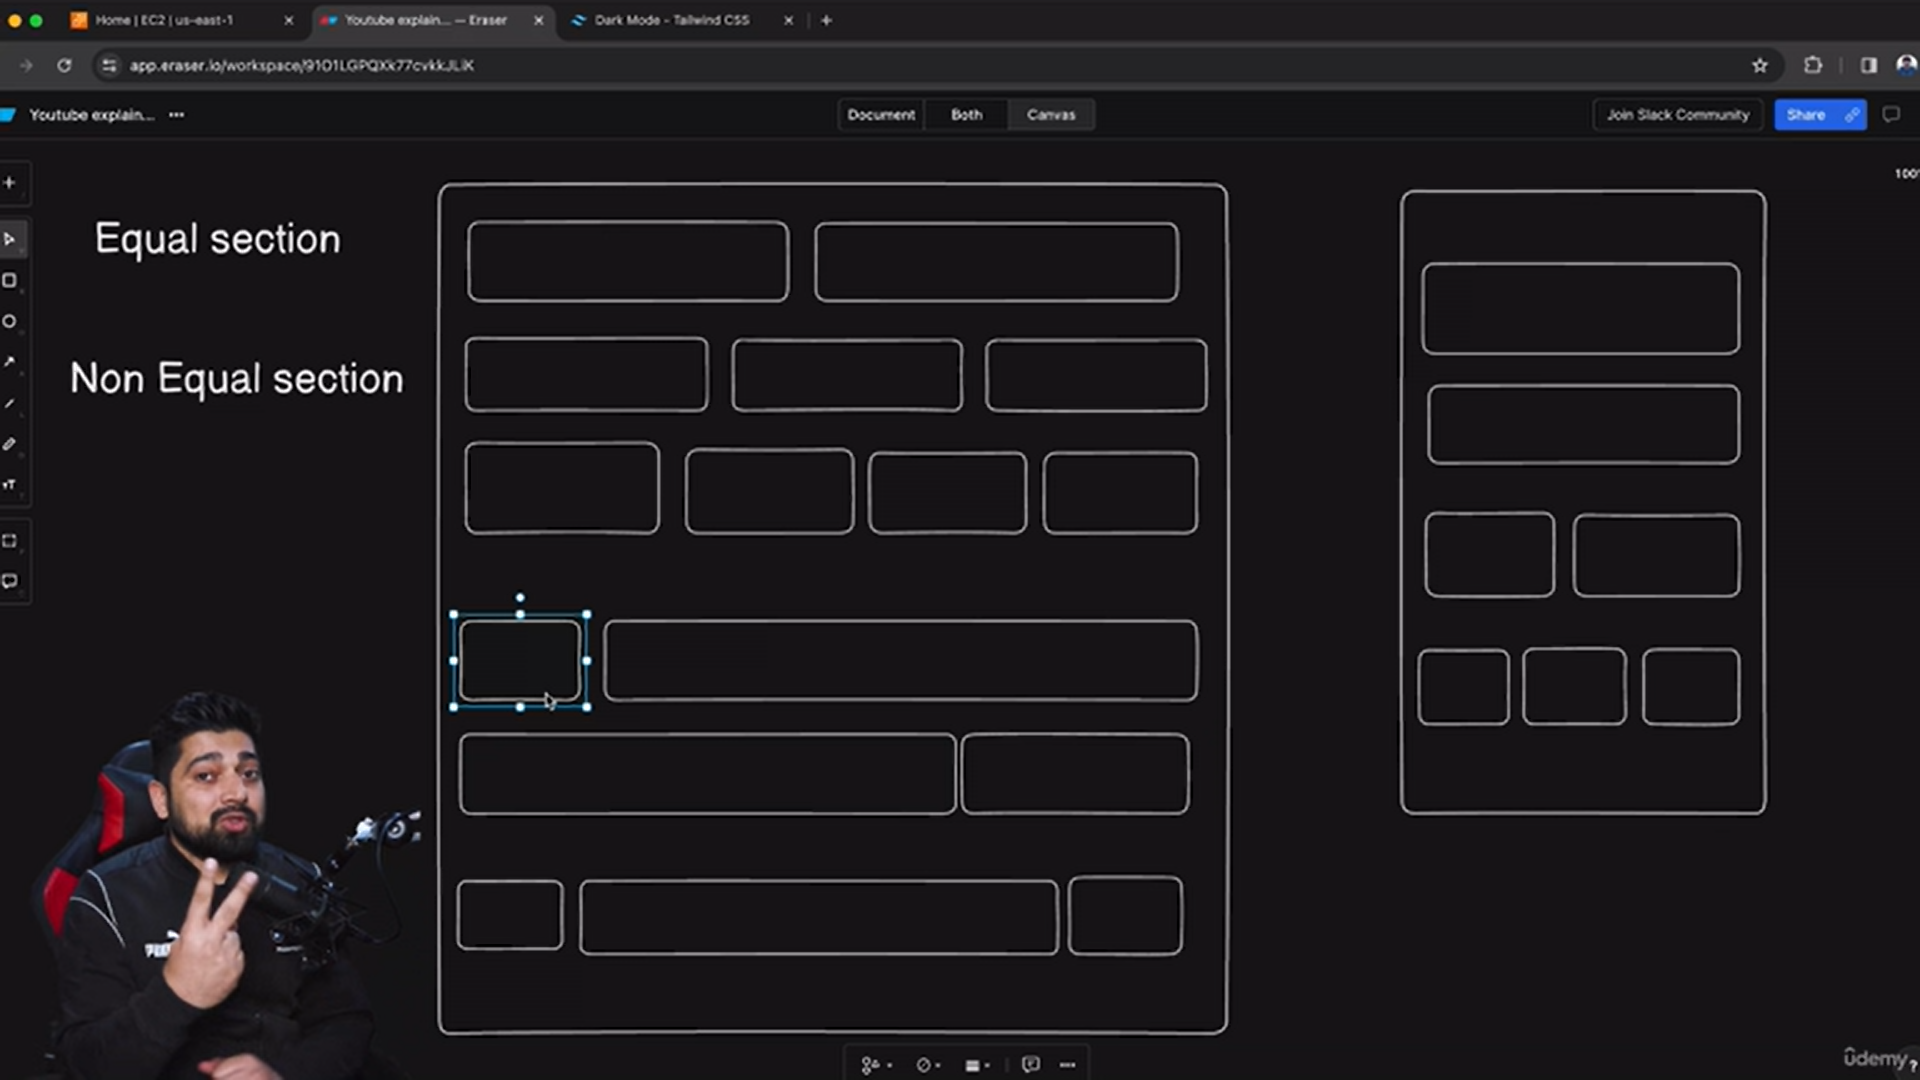 Home | EC2 | us-east-1
Youtube explain... — Eraser
Dark Mode - Tailwind CSS
app.eraser.io/workspace/91O1LGPQXk77cvkkJLiK
Youtube explain...
Document
Both
Canvas
Join Slack Community
Share
Equal section
Non Equal section
udemy